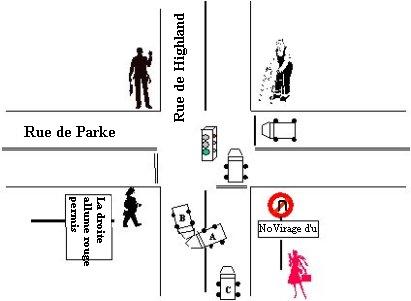 Rue de Highland
Rue de Parke
La droite
allume rouge
permis
NoVirage d'u
B
A
C